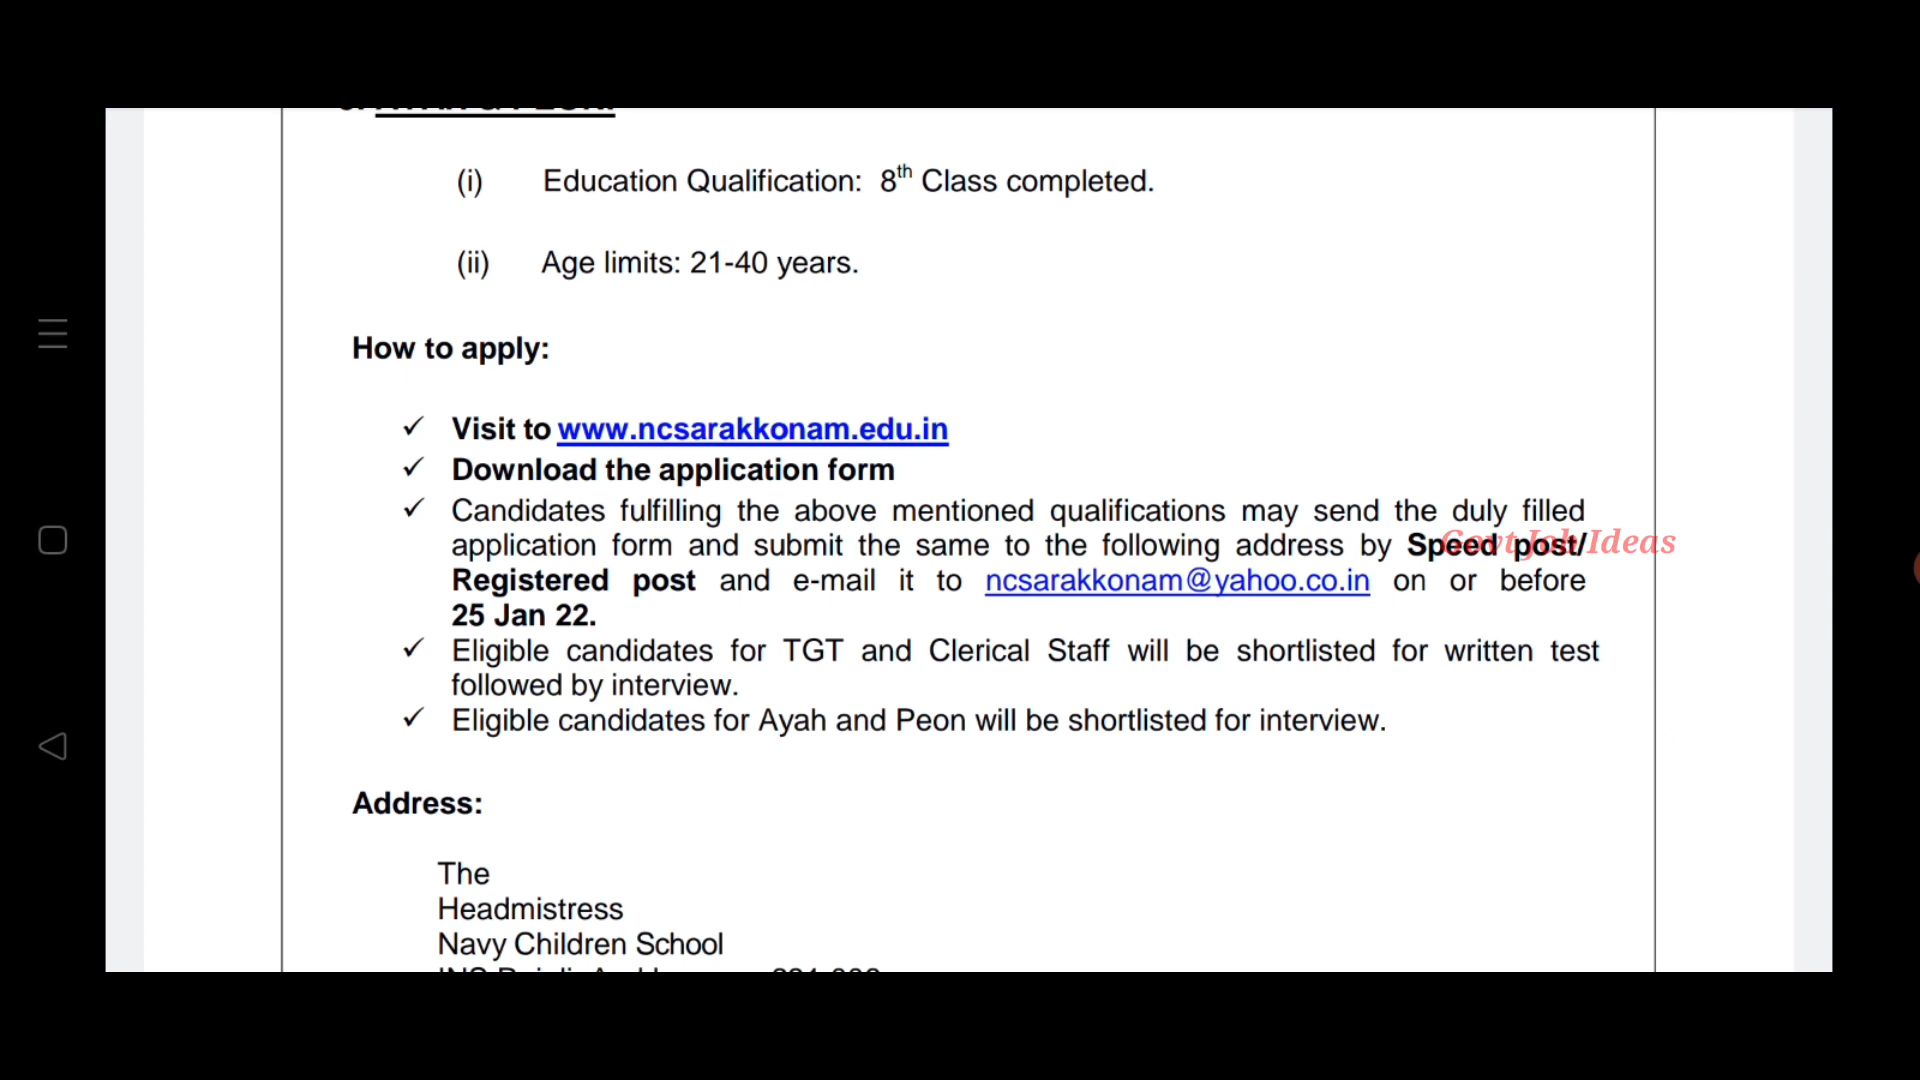 (i) Education Qualification: 8th Class completed.
(ii) Age limits: 21-40 years.
How to apply:
✓ Visit to www.ncsarakkonam.edu.in
✓ Download the application form
✓ Candidates fulfilling the above mentioned qualifications may send the duly filled
application form and submit the same to the following address by Speed post/
Govt Job Ideas
Registered post and e-mail it to ncsarakkonam@yahoo.co.in on or before
25 Jan 22.
✓ Eligible candidates for TGT and Clerical Staff will be shortlisted for written test
followed by interview.
✓ Eligible candidates for Ayah and Peon will be shortlisted for interview.
Address:
The
Headmistress
Navy Children School